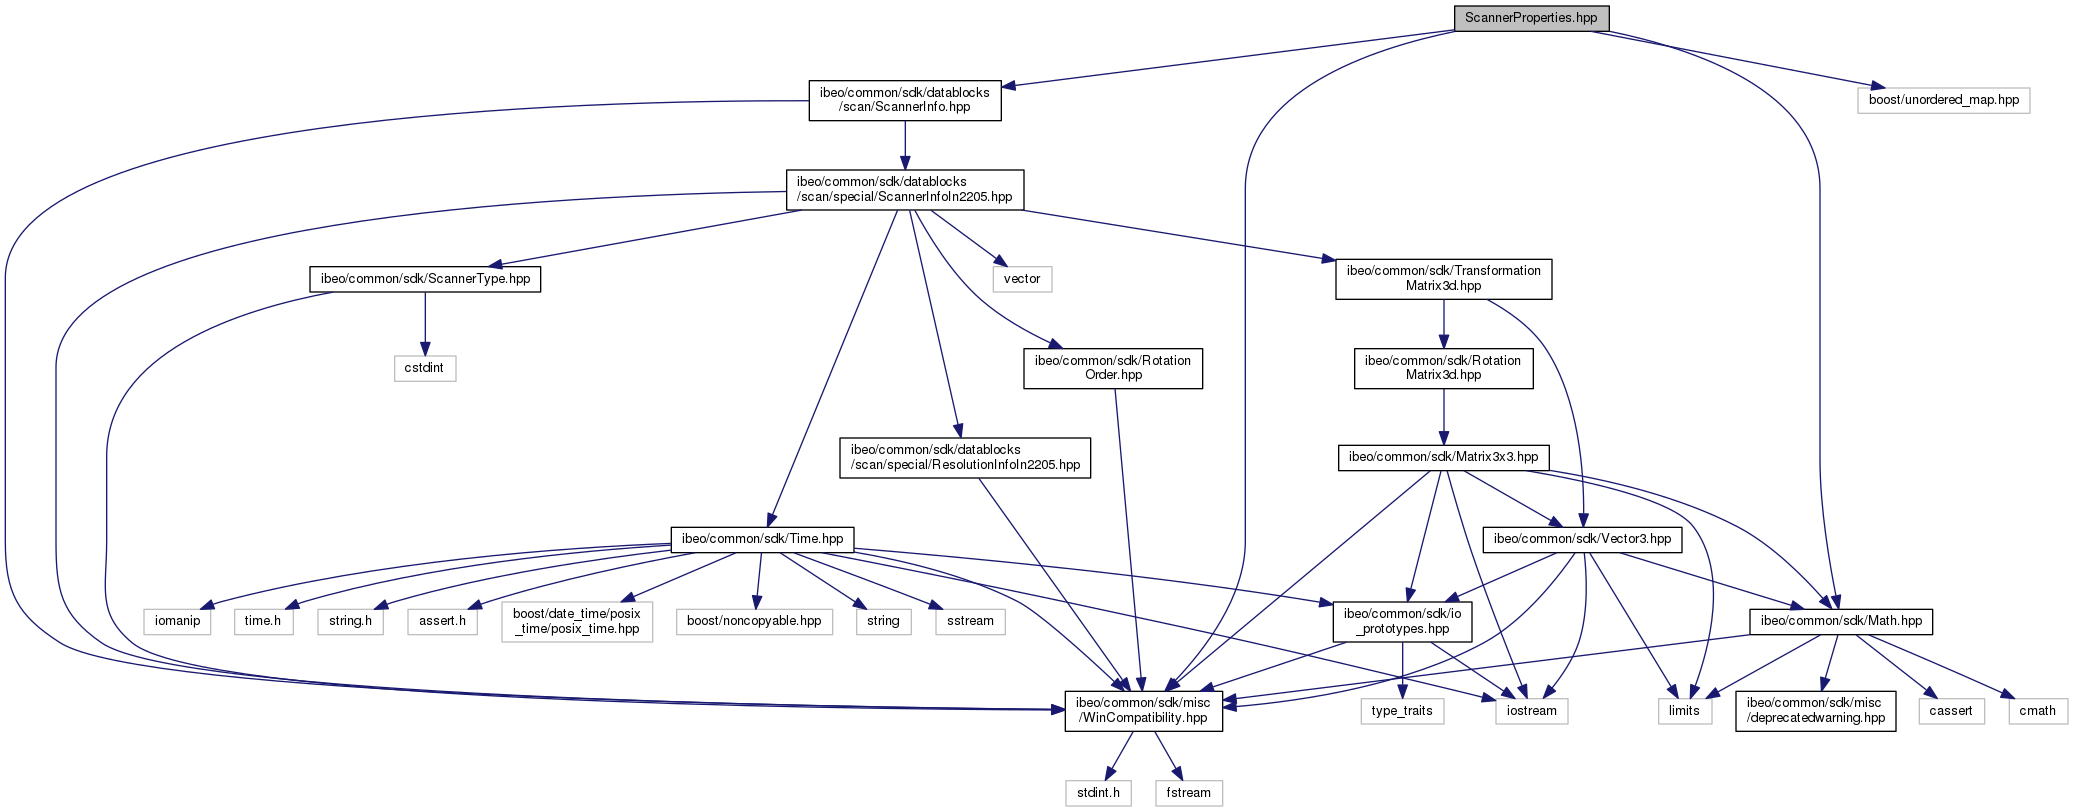 ScannerProperties.hpp
ibeo/common/sdk/datablocks
/scan/ScannerInfo.hpp
boost/unordered_map.hpp
ibeo/common/sdk/datablocks
/scan/special/ScannerInfoIn2205.hpp
ibeo/common/sdk/ScannerType.hpp
vector
ibeo/common/sdk/Transformation
Matrix3d.hpp
cstdint
ibeo/common/sdk/Rotation
Order.hpp
ibeo/common/sdk/Rotation
Matrix3d.hpp
ibeo/common/sdk/datablocks
/scan/special/ResolutionInfoIn2205.hpp
ibeo/common/sdk/Matrix3x3.hpp
ibeo/common/sdk/Time.hpp
ibeo/common/sdk/Vector3.hpp
iomanip
time.h
string.h
assert.h
boost/date_time/posix
_time/posix_time.hpp
boost/noncopyable.hpp
string
sstream
ibeo/common/sdk/io
_prototypes.hpp
ibeo/common/sdk/Math.hpp
ibeo/common/sdk/misc
/WinCompatibility.hpp
type_traits
iostream
limits
ibeo/common/sdk/misc
/deprecatedwarning.hpp
cassert
cmath
stdint.h
fstream